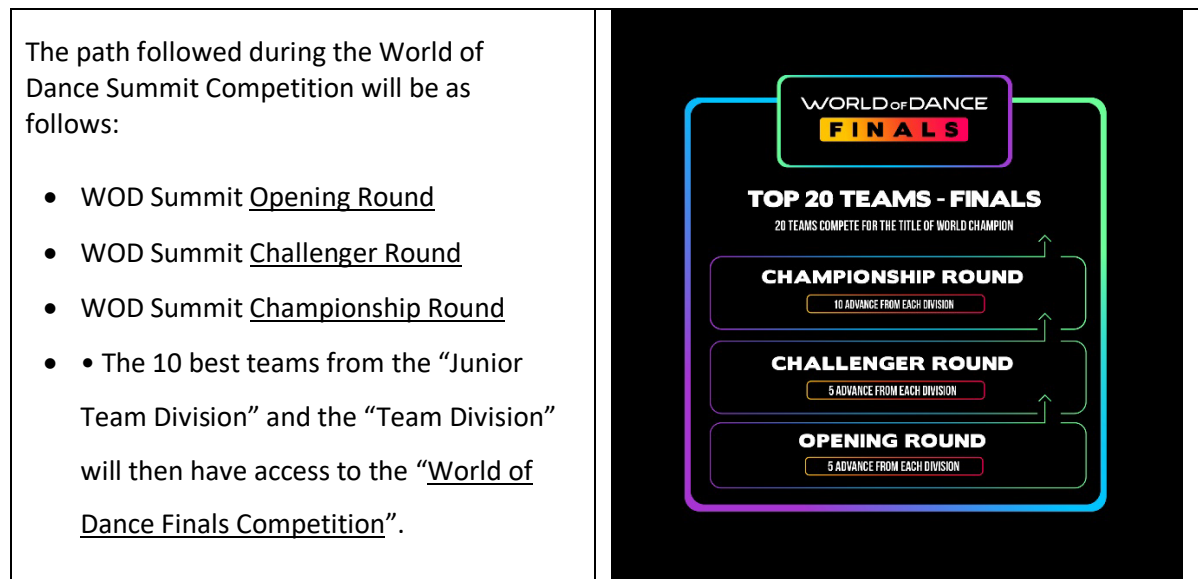 The path followed during the World of
Dance Summit Competition will be as
follows:
• WOD Summit Opening Round
• WOD Summit Challenger Round
• WOD Summit Championship Round
• • The 10 best teams from the “Junior
Team Division” and the “Team Division”
will then have access to the “World of
Dance Finals Competition”.
WORLD OF DANCE
FINALS
TOP 20 TEAMS - FINALS
20 TEAMS COMPETE FOR THE TITLE OF WORLD CHAMPION
CHAMPIONSHIP ROUND
10 ADVANCE FROM EACH DIVISION
CHALLENGER ROUND
5 ADVANCE FROM EACH DIVISION
OPENING ROUND
5 ADVANCE FROM EACH DIVISION